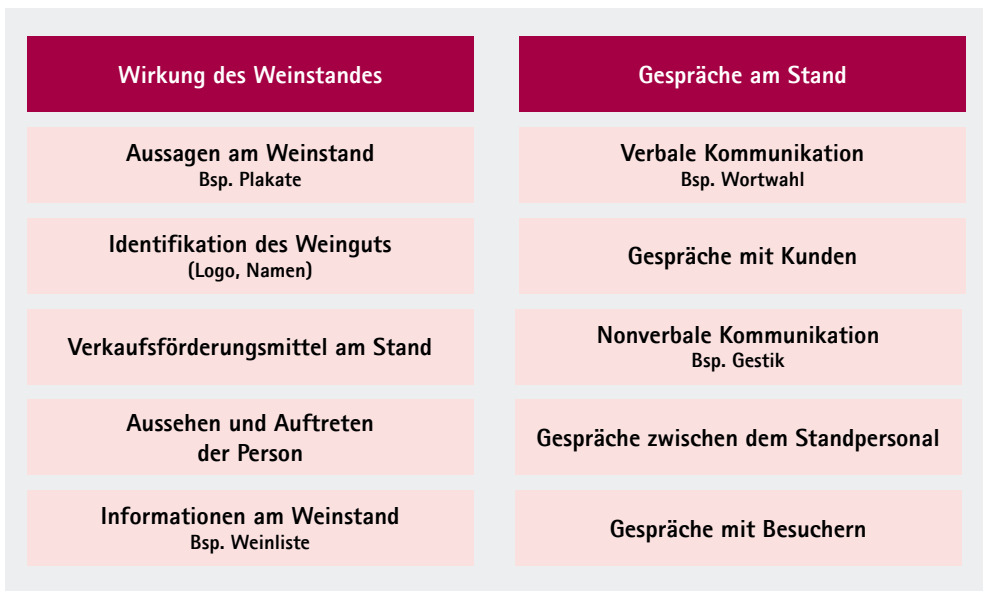 Wirkung des Weinstandes
Aussagen am Weinstand
Bsp. Plakate
Identifikation des Weinguts
(Logo, Namen)
Verkaufsförderungsmittel am Stand
Aussehen und Auftreten
der Person
Informationen am Weinstand
Bsp. Weinliste
Gespräche am Stand
Verbale Kommunikation
Bsp. Wortwahl
Gespräche mit Kunden
Nonverbale Kommunikation
Bsp. Gestik
Gespräche zwischen dem Standpersonal
Gespräche mit Besuchern